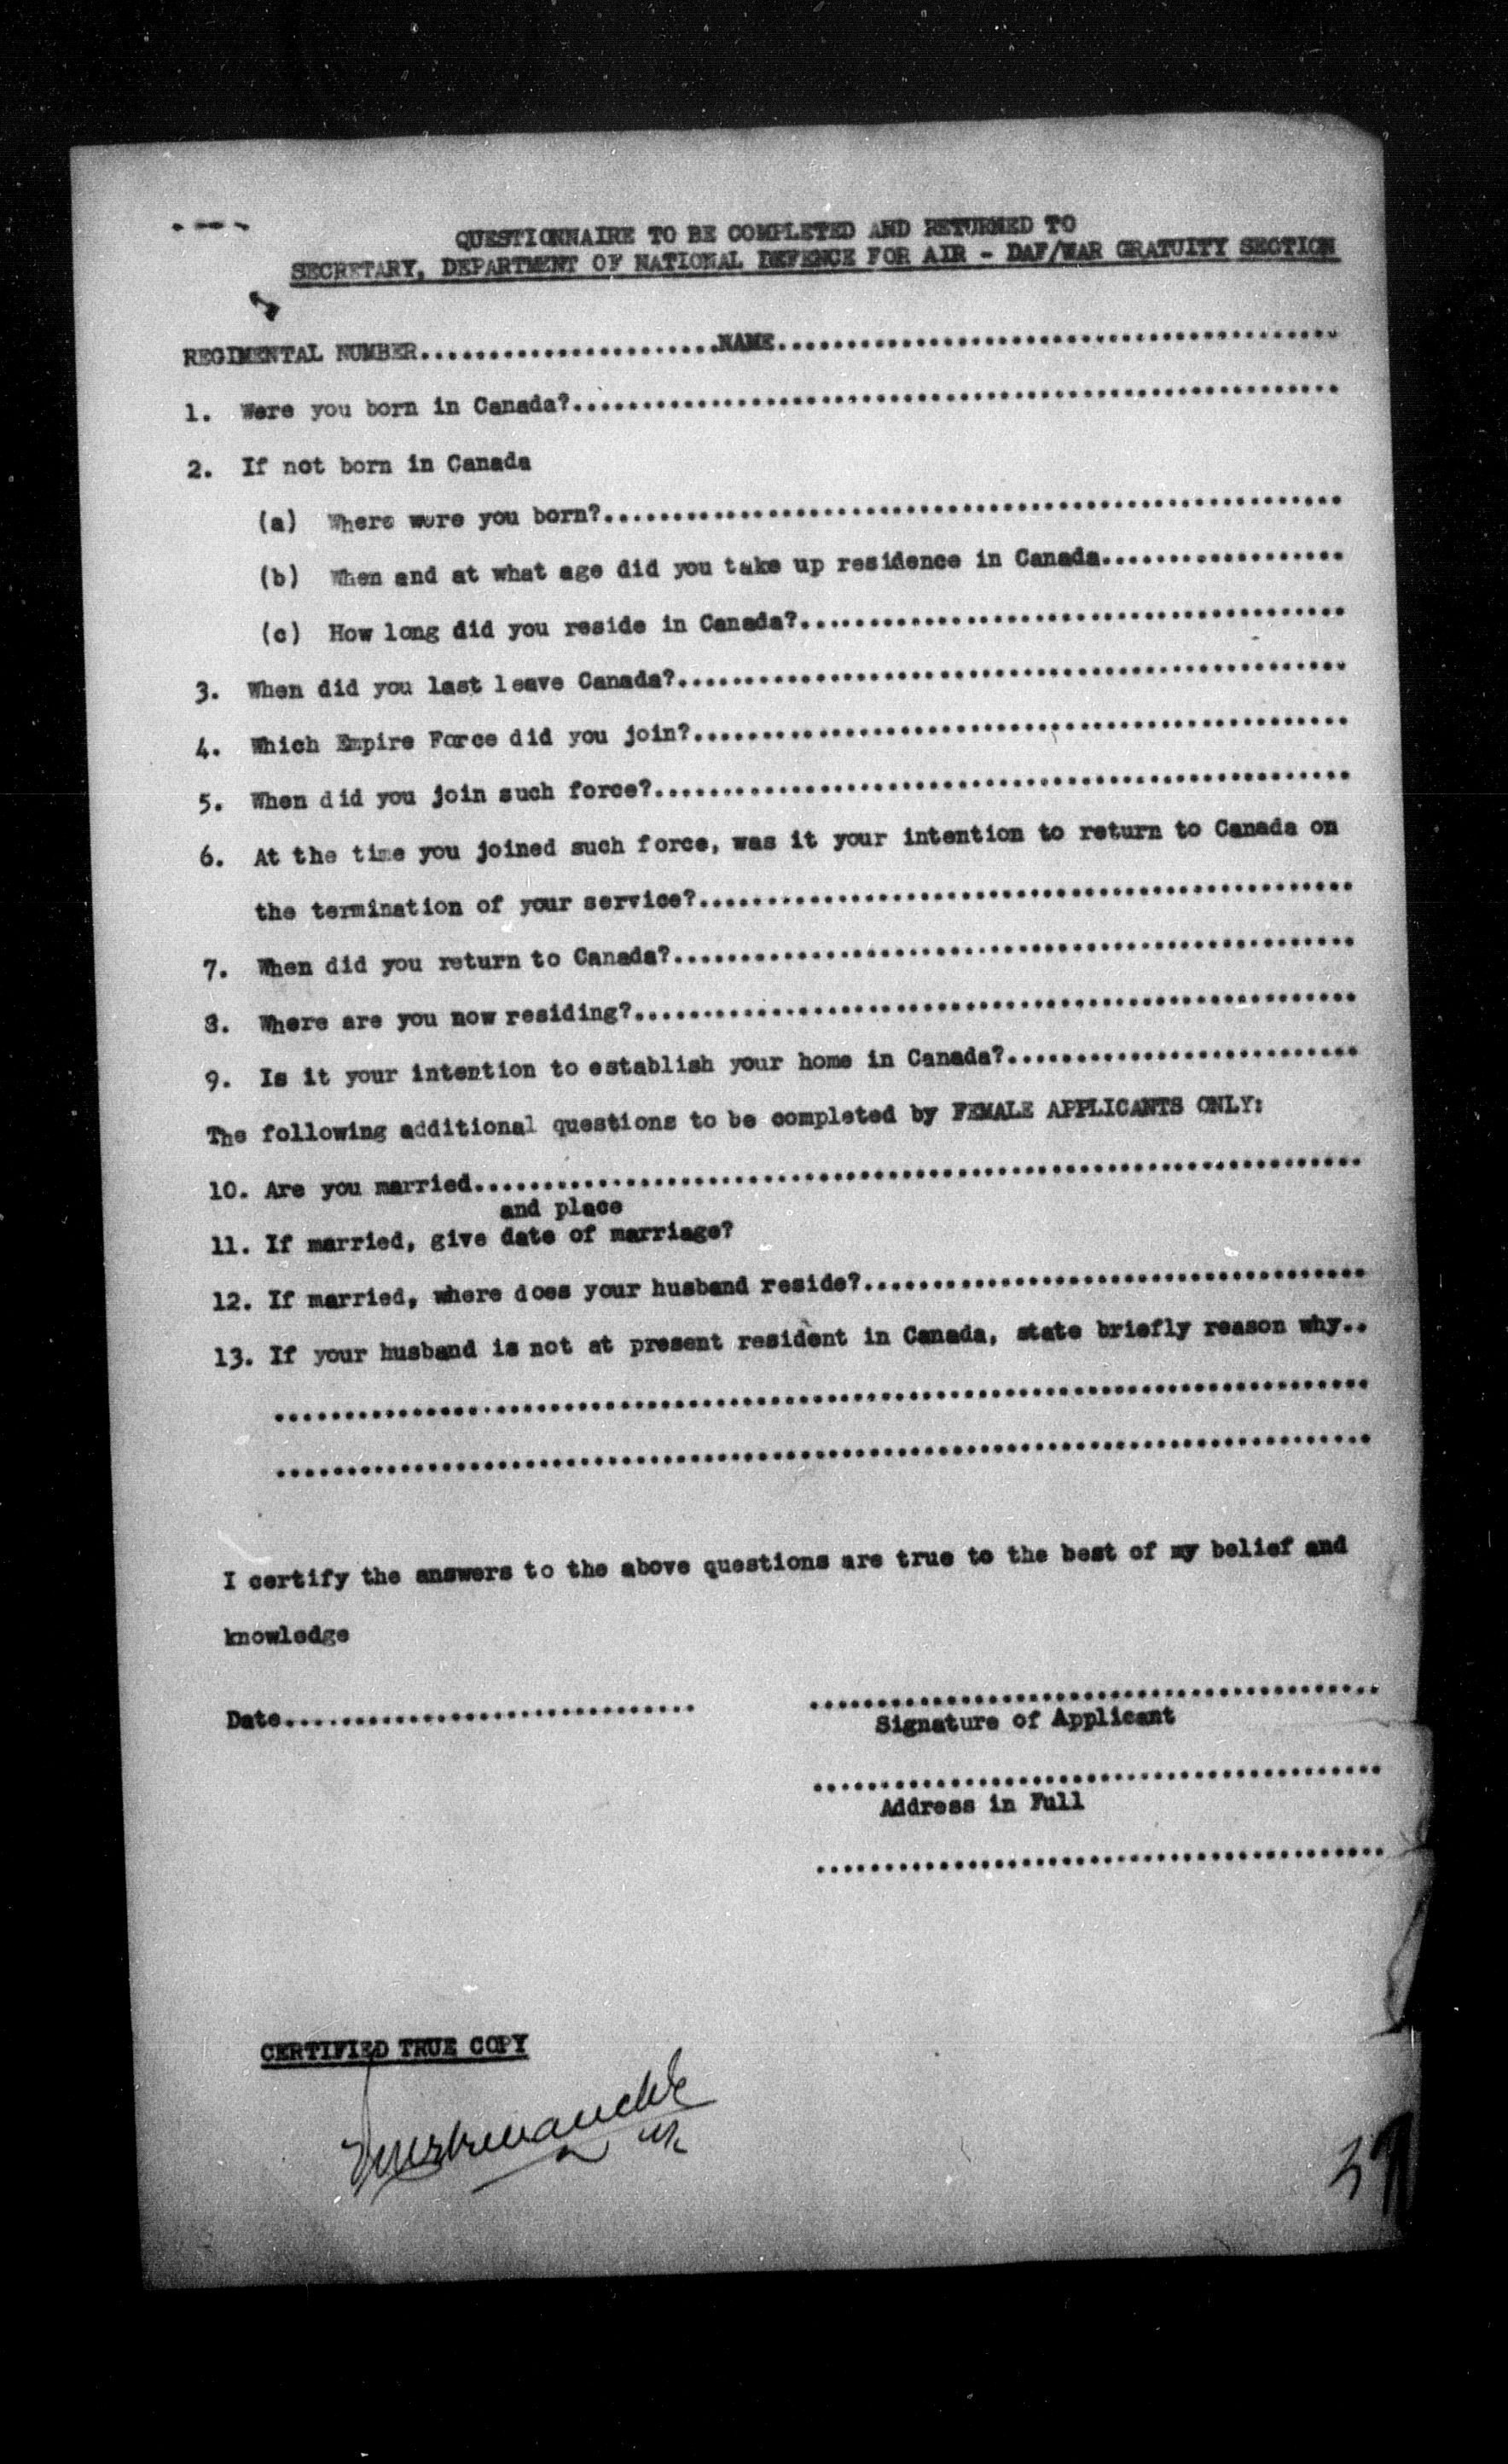 QUESTIONNAIRE TO BE COMPLETED AND RETURNED TO
SECRETARY, DEPARTMENT OF NATIONAL DEFENCE FOR AIR - DAF/WAR GRATUITY SECTION
REGIMENTAL NUMBER......................NAME.........................................
1. Were you born in Canada?........................................................
2. If not born in Canada
(a) Where were you born?......................................................
(b) When and at what age did you take up residence in Canada..................
(c) How long did you reside in Canada?........................................
3. When did you last leave Canada?.................................................
4. Which Empire Force did you join?................................................
5. When did you join such force?...................................................
6. At the time you joined such force, was it your intention to return to Canada on
the termination of your service?................................................
7. When did you return to Canada?..................................................
8. Where are you now residing?.....................................................
9. Is it your intention to establish your home in Canada?..........................
The following additional questions to be completed by FEMALE APPLICANTS ONLY:
10. Are you married.................................................................
and place
11. If married, give date of marriage?
12. If married, where does your husband reside?.....................................
13. If your husband is not at present resident in Canada, state briefly reason why..
................................................................................
................................................................................
I certify the answers to the above questions are true to the best of my belief and
knowledge
Date..............................
..........................................
Signature of Applicant
..........................................
Address in Full
..........................................
CERTIFIED TRUE COPY